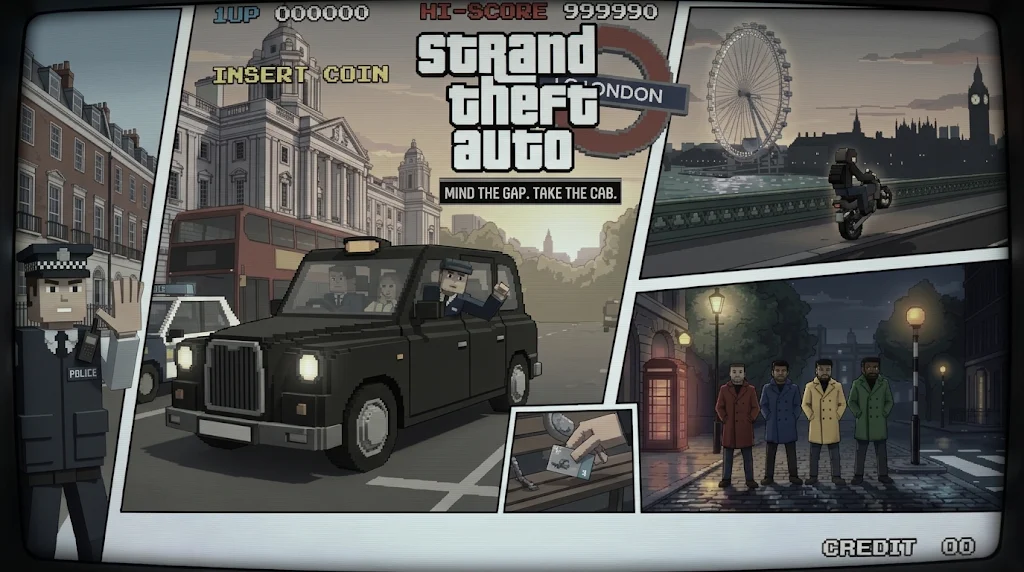 1UP 000000 HI-SCORE 999990
INSERT COIN
strand
theft
auto
LONDON
MIND THE GAP. TAKE THE CAB.
POLICE
CREDIT 00